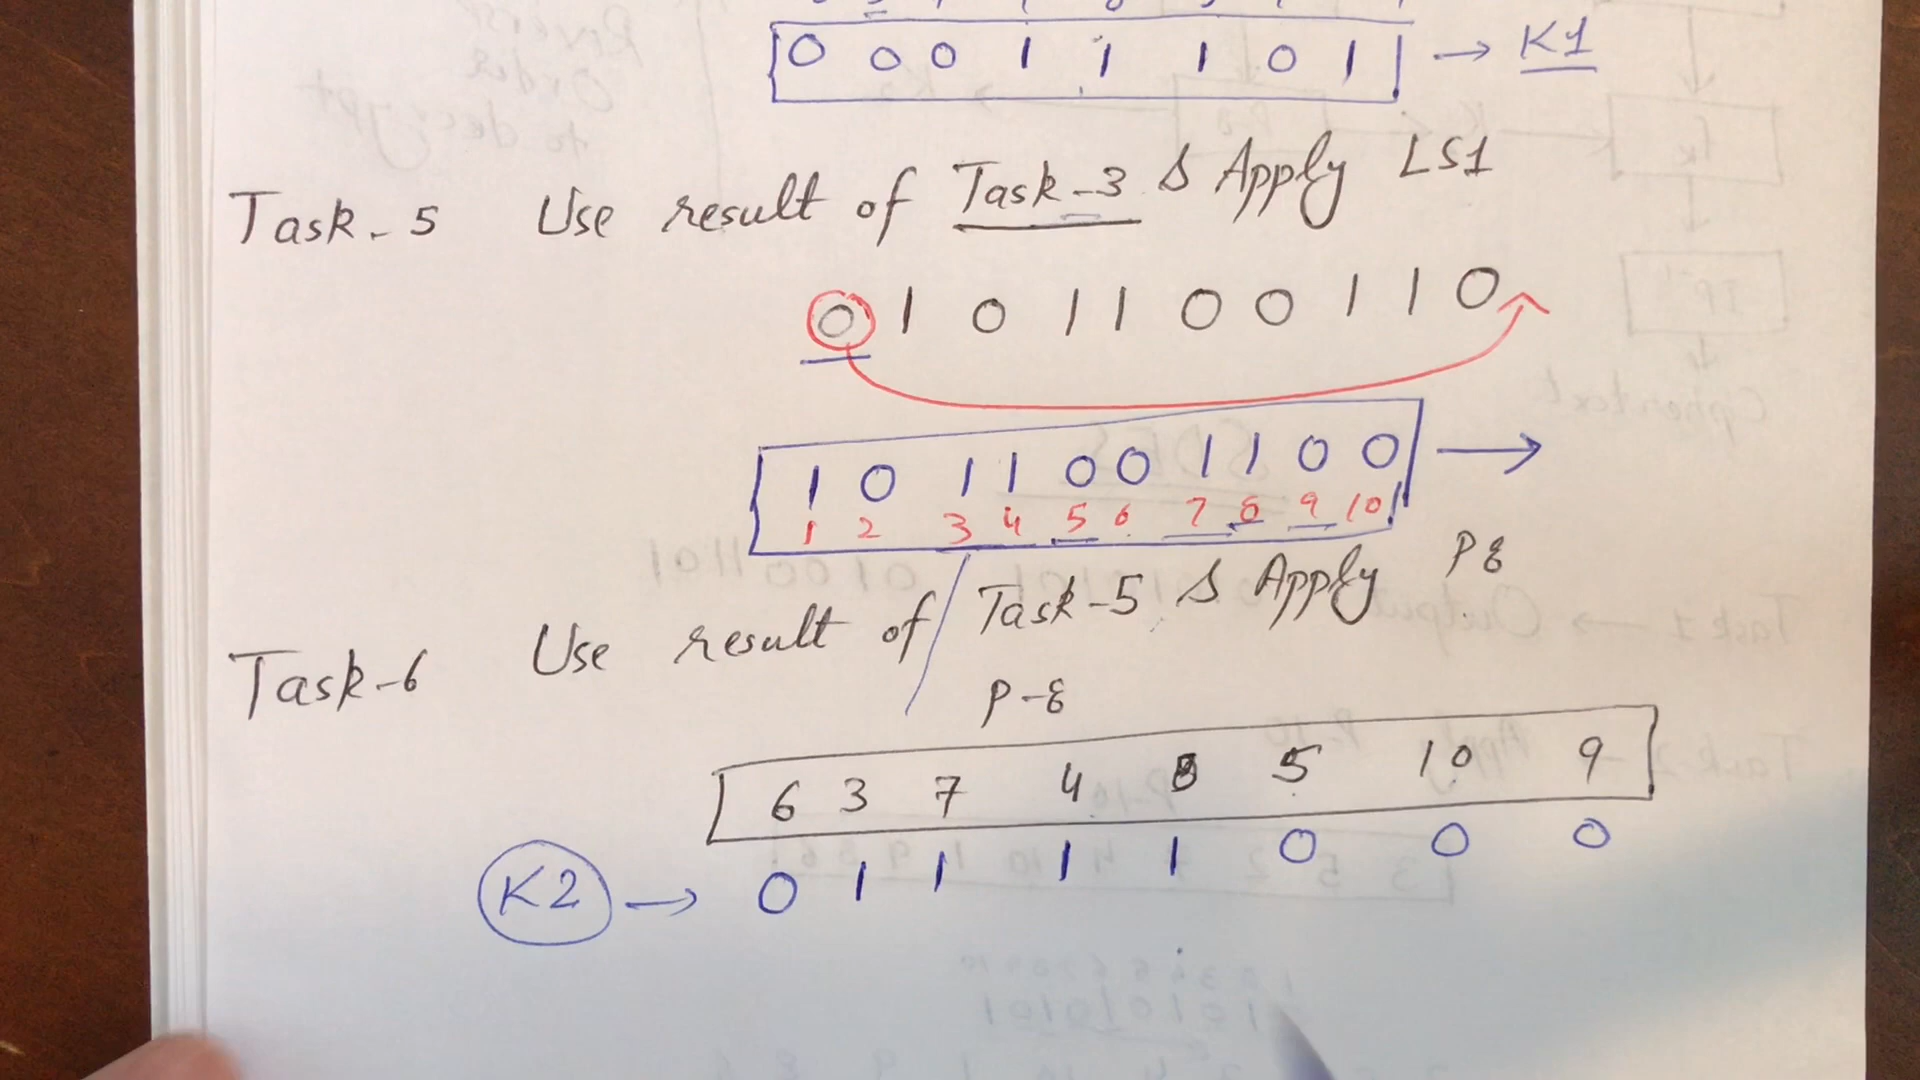 0 0 0 1 1 1 0 1 → K1
Task-5 Use result of Task-3 & Apply LS1
0 1 0 1 1 0 0 1 1 0
1 0 1 1 0 0 1 1 0 0 →
1 2 3 4 5 6 7 8 9 10
Task-6 Use result of Task-5 & Apply P8
P-8
6 3 7 4 8 5 10 9
K2 → 0 1 1 1 1 0 0 0